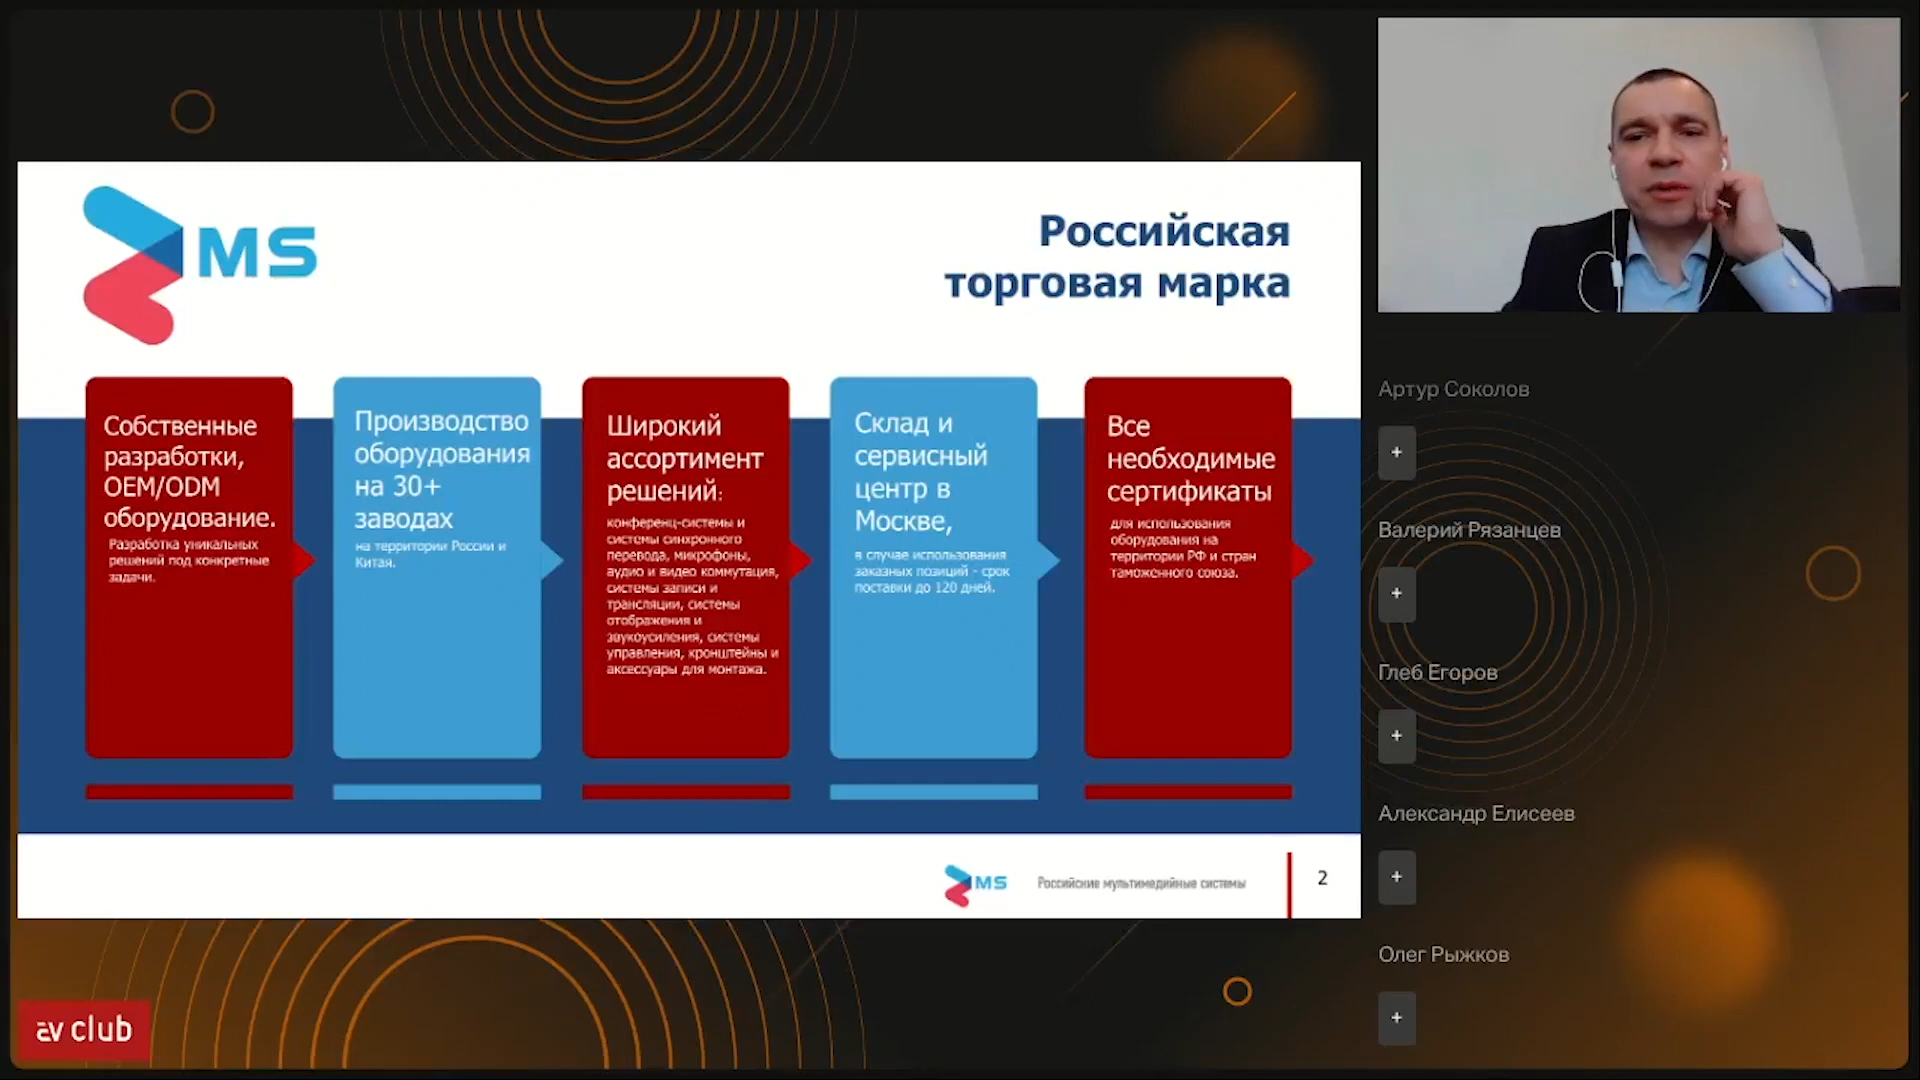 MS
Российская
торговая марка
Собственные
разработки,
OEM/ODM
оборудование.
Разработка уникальных
решений под конкретные
задачи.
Производство
оборудования
на 30+
заводах
на территории России и
Китая.
Широкий
ассортимент
решений:
конференц-системы и
системы синхронного
перевода, микрофоны,
аудио и видео коммутация,
системы записи и
трансляции, системы
отображения и
звукоусиления, системы
управления, кронштейны и
аксессуары для монтажа.
Склад и
сервисный
центр в
Москве,
в случае использования
заказных позиций - срок
поставки до 120 дней.
Все
необходимые
сертификаты
для использования
оборудования на
территории РФ и стран
таможенного союза.
MS
Российские мультимедийные системы
2
av club
Артур Соколов
+
Валерий Рязанцев
+
Глеб Егоров
+
Александр Елисеев
+
Олег Рыжков
+